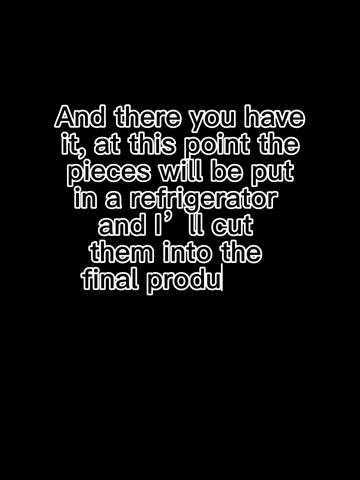 And there you have
it, at this point the
pieces will be put
in a refrigerator
and I’ll cut
them into the
final produ